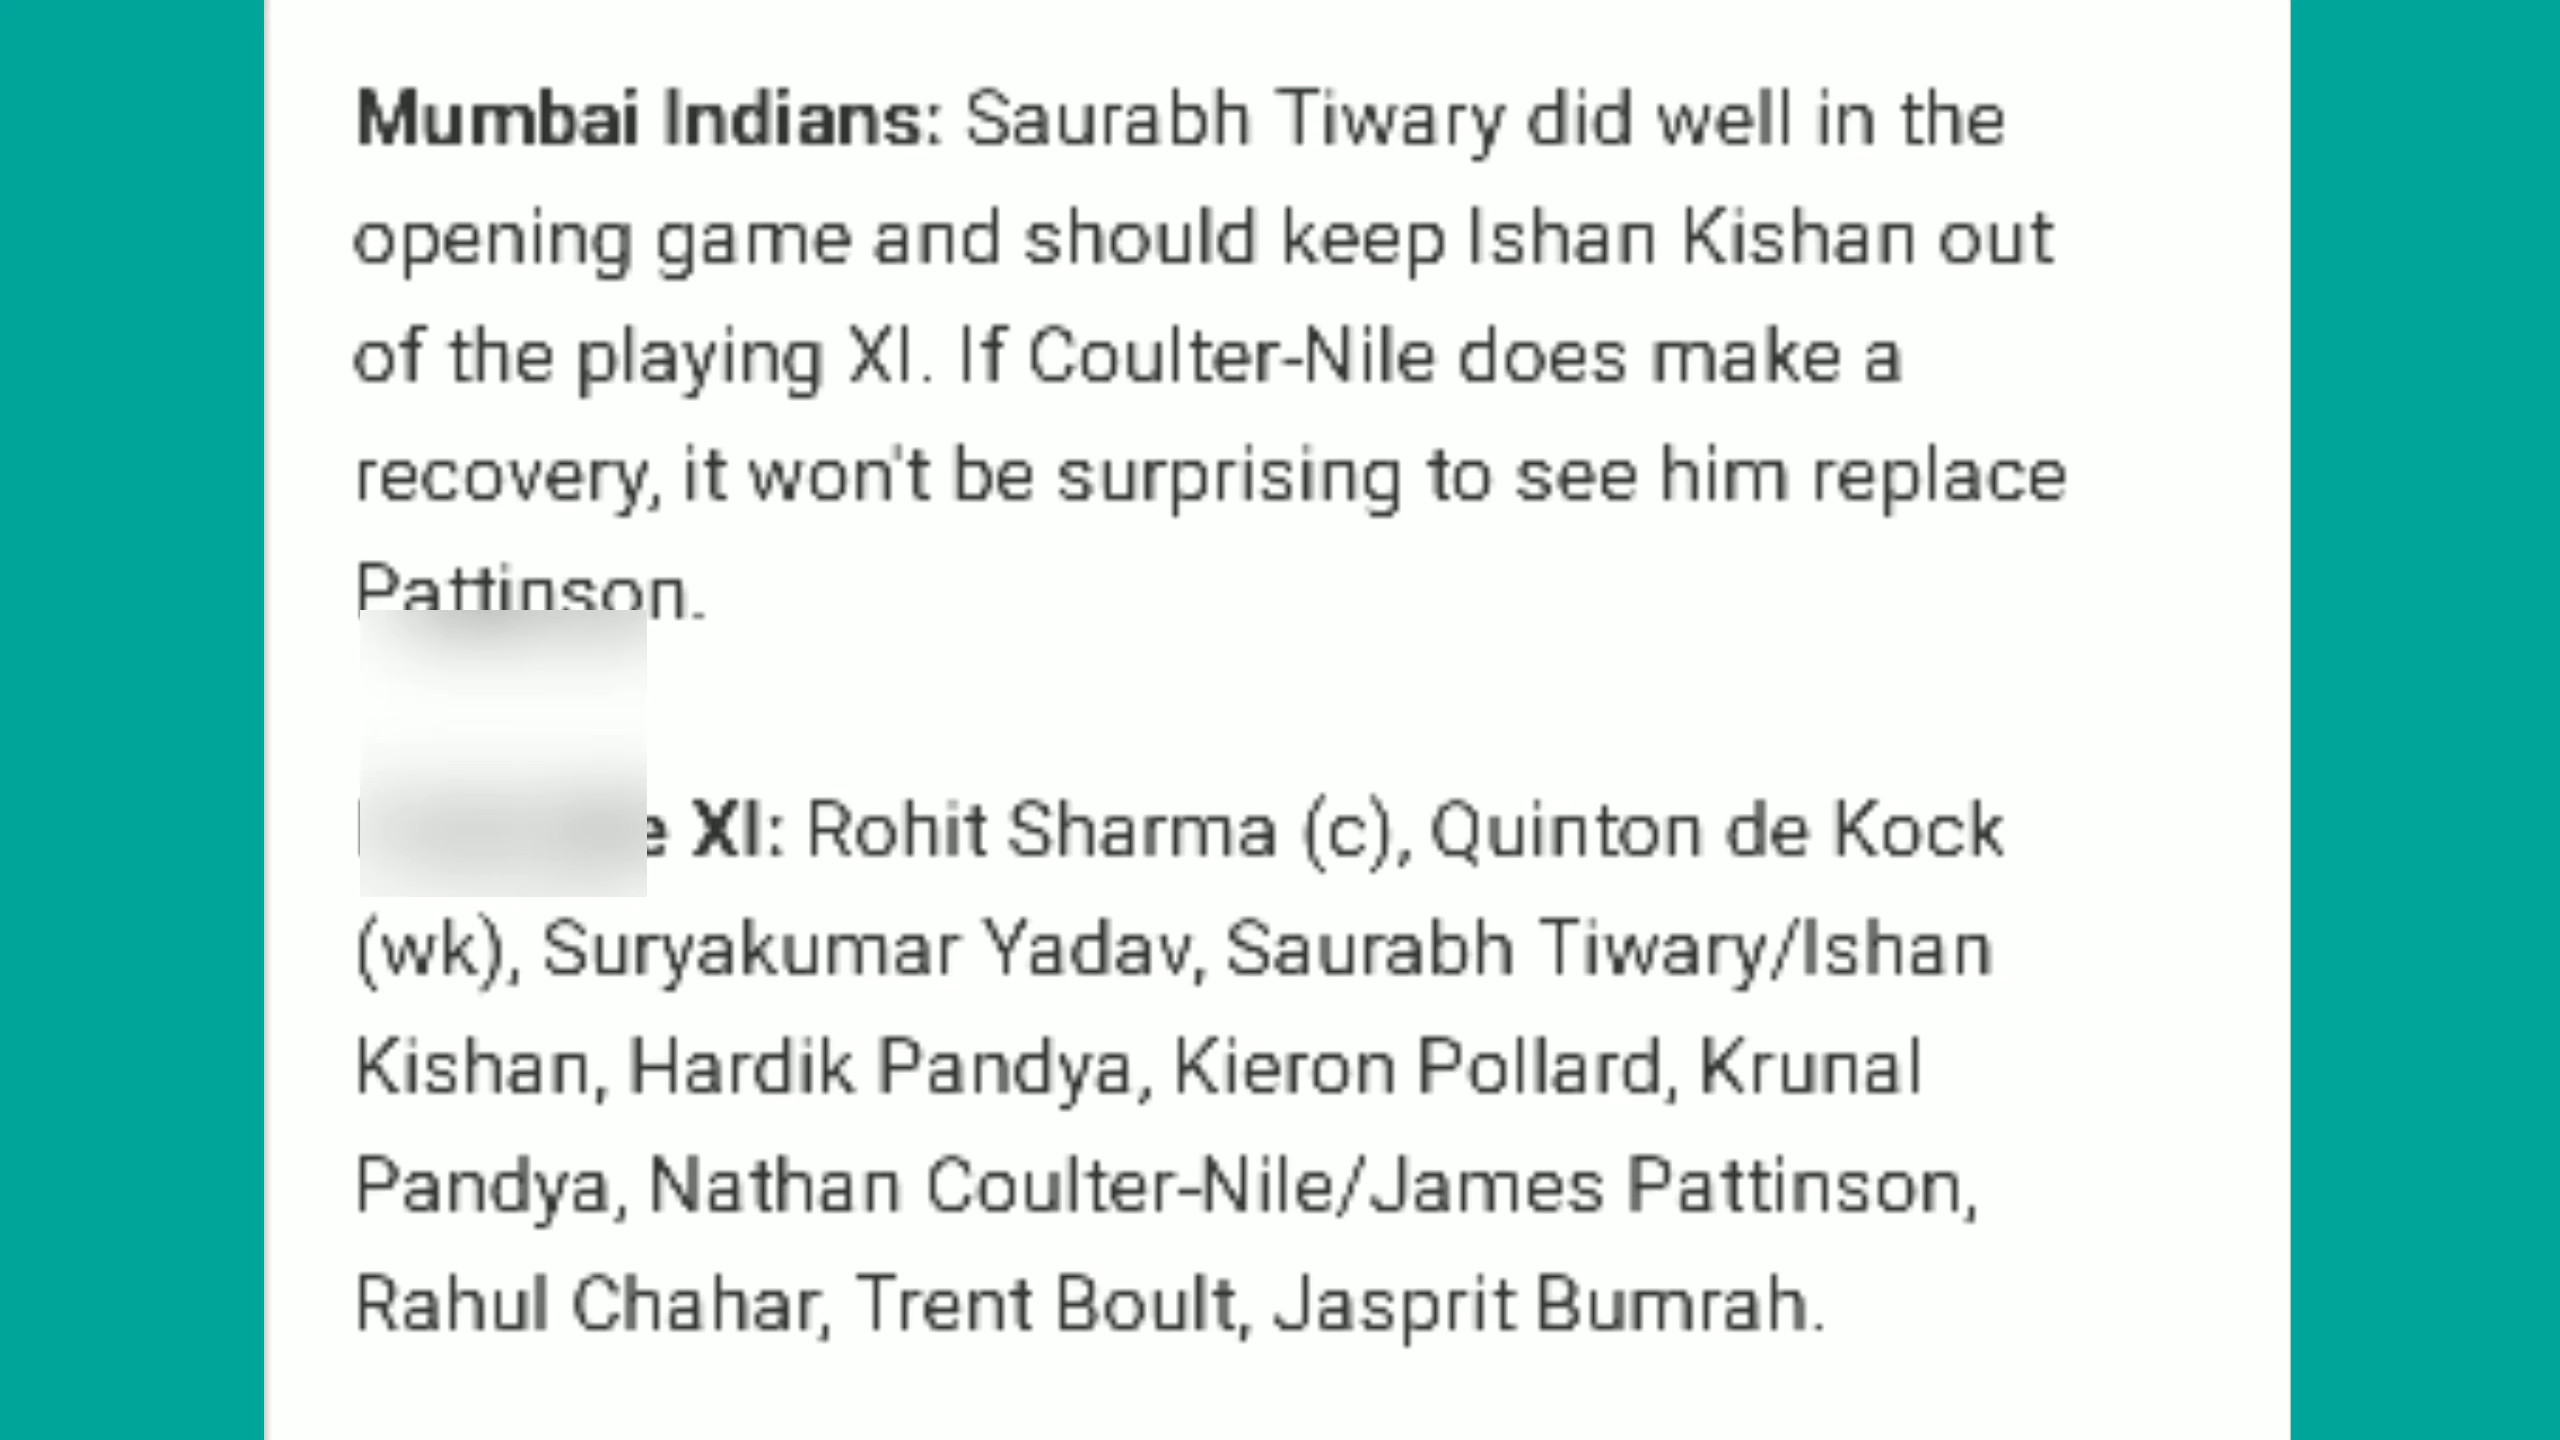 Mumbai Indians: Saurabh Tiwary did well in the
opening game and should keep Ishan Kishan out
of the playing XI. If Coulter-Nile does make a
recovery, it won't be surprising to see him replace
Pattinson.
XI: Rohit Sharma (c), Quinton de Kock
(wk), Suryakumar Yadav, Saurabh Tiwary/Ishan
Kishan, Hardik Pandya, Kieron Pollard, Krunal
Pandya, Nathan Coulter-Nile/James Pattinson,
Rahul Chahar, Trent Boult, Jasprit Bumrah.